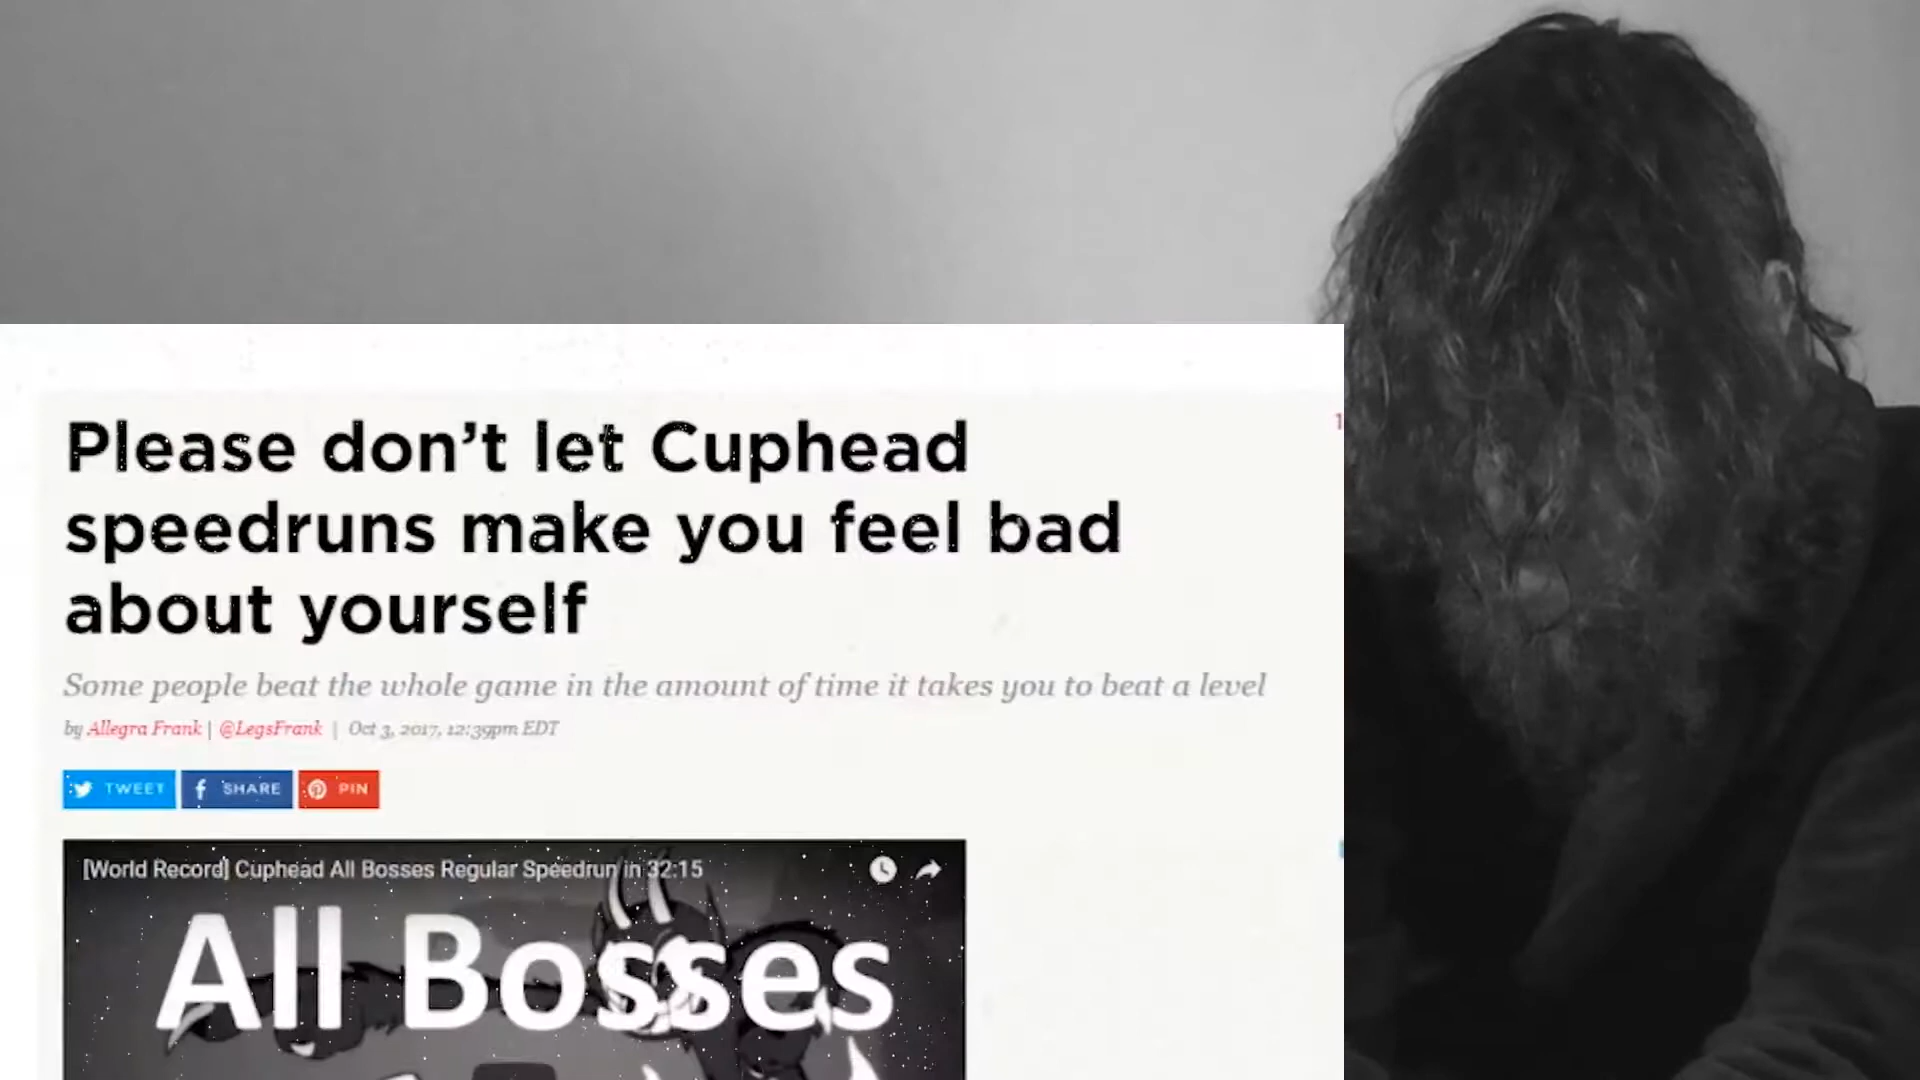 Please don't let Cuphead
speedruns make you feel bad
about yourself
Some people beat the whole game in the amount of time it takes you to beat a level
by Allegra Frank | @LegsFrank | Oct 3, 2017, 12:39pm EDT
TWEET SHARE PIN
[World Record] Cuphead All Bosses Regular Speedrun in 32:15
All Bosses